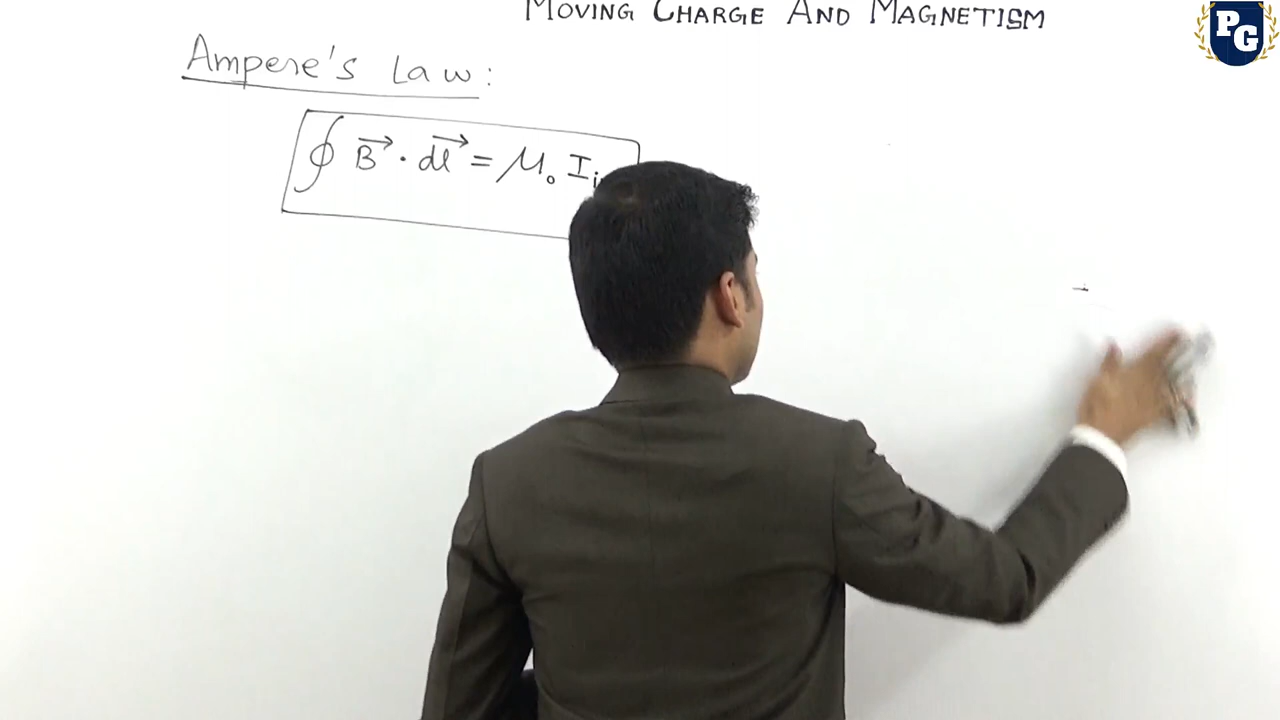 MOVING CHARGE AND MAGNETISM
PG
Ampere's Law:
∮ B⃗ · dl⃗ = μ₀ I